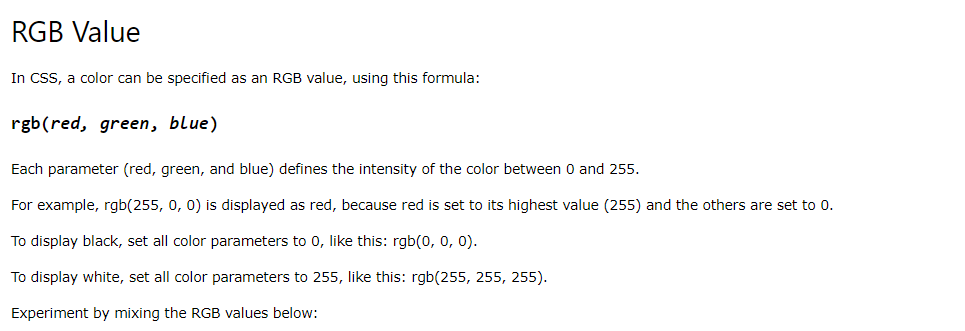 RGB Value
In CSS, a color can be specified as an RGB value, using this formula:
rgb(red, green, blue)
Each parameter (red, green, and blue) defines the intensity of the color between 0 and 255.
For example, rgb(255, 0, 0) is displayed as red, because red is set to its highest value (255) and the others are set to 0.
To display black, set all color parameters to 0, like this: rgb(0, 0, 0).
To display white, set all color parameters to 255, like this: rgb(255, 255, 255).
Experiment by mixing the RGB values below: